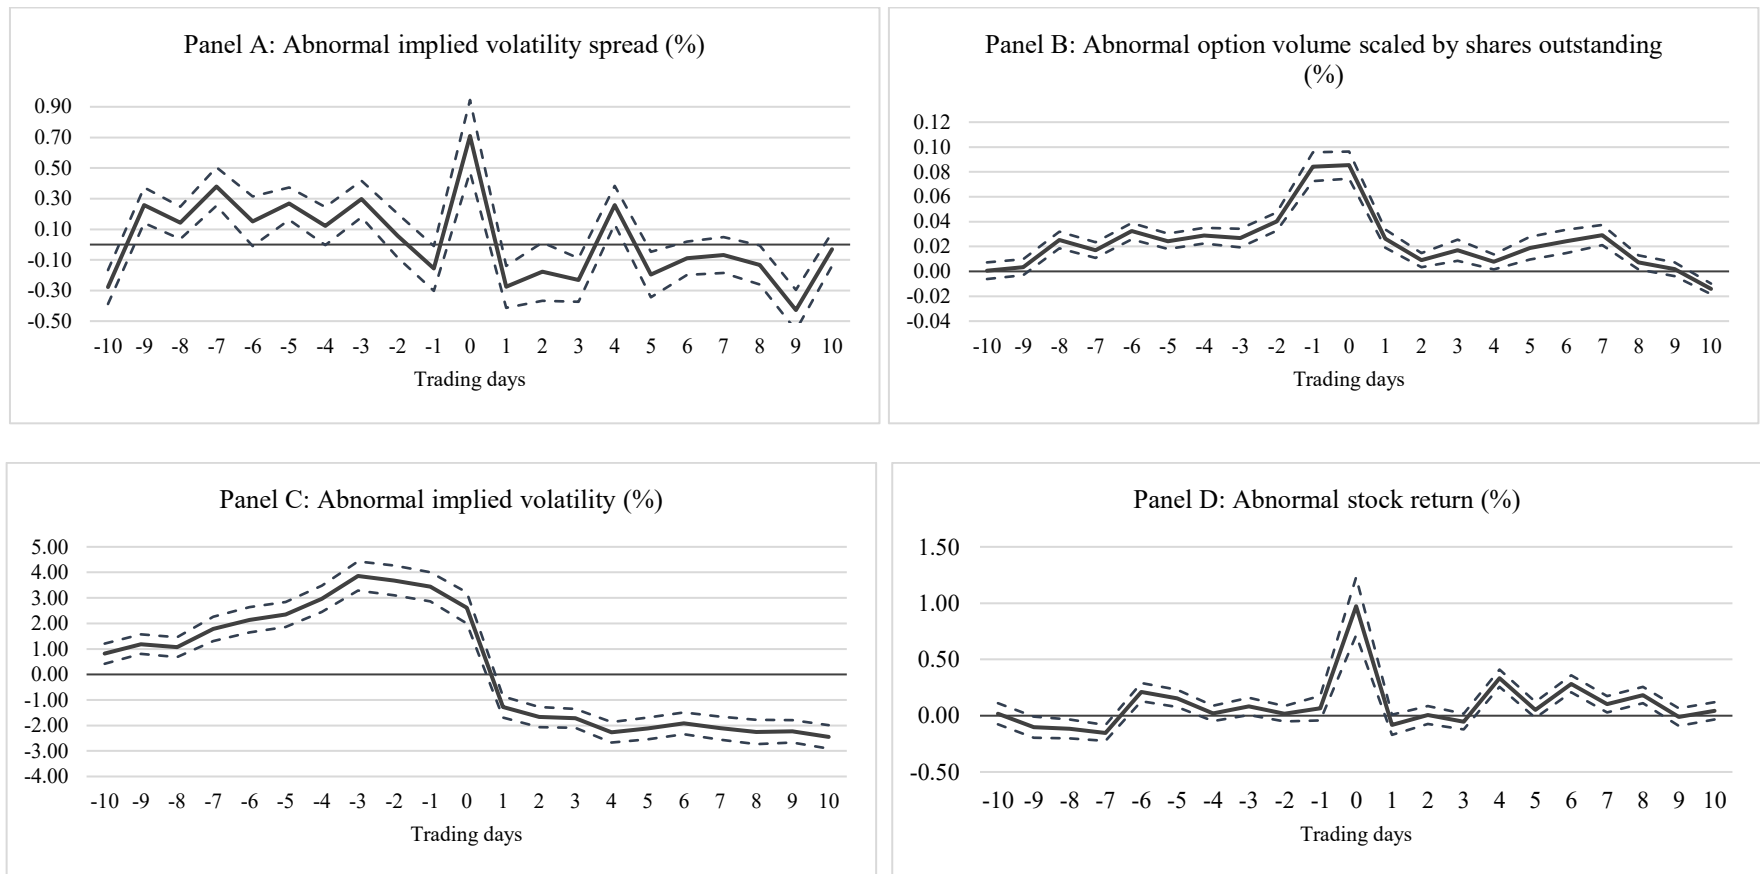 Panel A: Abnormal implied volatility spread (%)
0.90
0.70
0.50
0.30
0.10
-0.10
-0.30
-0.50
-10 -9 -8 -7 -6 -5 -4 -3 -2 -1 0 1 2 3 4 5 6 7 8 9 10
Trading days
Panel B: Abnormal option volume scaled by shares outstanding
(%)
0.12
0.10
0.08
0.06
0.04
0.02
0.00
-0.02
-0.04
-10 -9 -8 -7 -6 -5 -4 -3 -2 -1 0 1 2 3 4 5 6 7 8 9 10
Trading days
Panel C: Abnormal implied volatility (%)
5.00
4.00
3.00
2.00
1.00
0.00
-1.00
-2.00
-3.00
-4.00
-10 -9 -8 -7 -6 -5 -4 -3 -2 -1 0 1 2 3 4 5 6 7 8 9 10
Trading days
Panel D: Abnormal stock return (%)
1.50
1.00
0.50
0.00
-0.50
-10 -9 -8 -7 -6 -5 -4 -3 -2 -1 0 1 2 3 4 5 6 7 8 9 10
Trading days